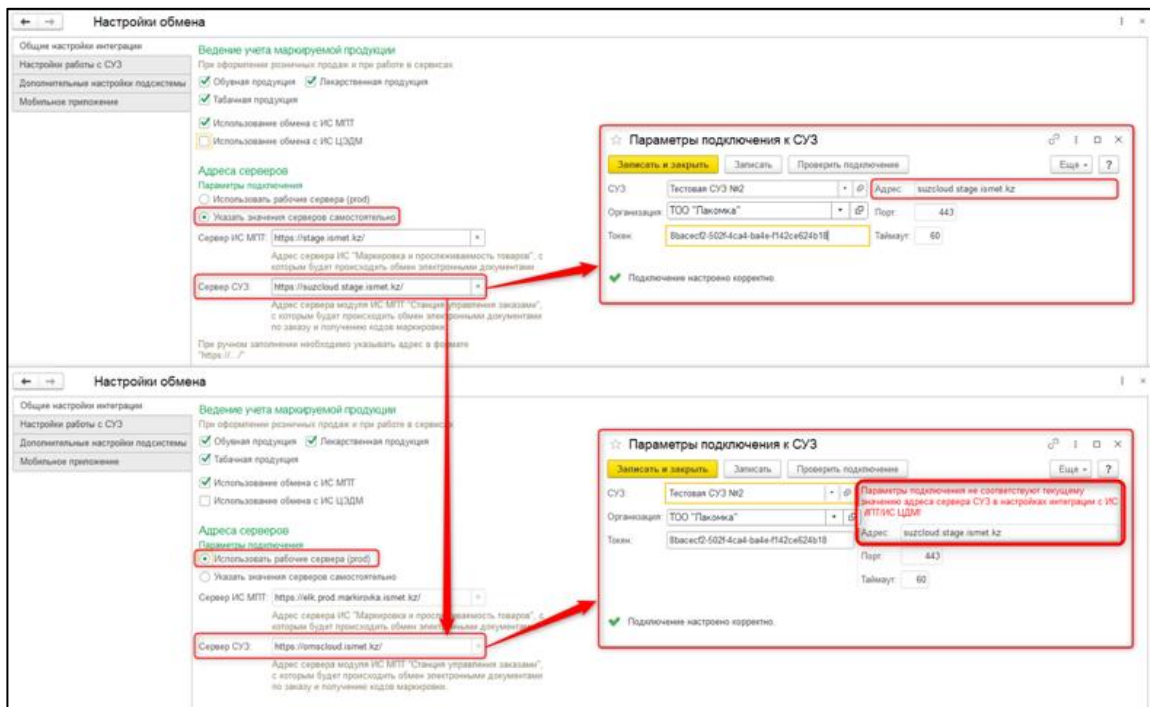 Настройки обмена
Общие настройки интеграции
Настройки работы с СУЗ
Дополнительные настройки подсистемы
Мобильное приложение
Ведение учета маркируемой продукции
При оформлении розничных продаж и при работе в сервисах
Обувная продукция Лекарственная продукция
Табачная продукция
Использование обмена с ИС МПТ
Использование обмена с ИС ЦЭДМ
Адреса серверов
Параметры подключения
Использовать рабочие сервера (prod)
Указать значения серверов самостоятельно
Сервер ИС МПТ: https://stage.ismet.kz/
Адрес сервера ИС "Маркировка и прослеживаемость товаров", с
которым будет происходить обмен электронными документами
Сервер СУЗ: https://suzcloud.stage.ismet.kz/
Адрес сервера модуля ИС МПТ "Станция управления заказами",
с которым будет происходить обмен электронными документами
по заказу и получению кодов маркировки.
При ручном заполнении необходимо указывать адрес в формате
"https://.../"
Параметры подключения к СУЗ
Записать и закрыть Записать Проверить подключение Еще ?
СУЗ: Тестовая СУЗ №2 Адрес: suzcloud.stage.ismet.kz
Организация: ТОО "Пакомка" Порт: 443
Токен: 8bacecf2-502f-4ca4-ba4e-f142ce624b18 Таймаут: 60
Подключение настроено корректно.
Настройки обмена
Общие настройки интеграции
Настройки работы с СУЗ
Дополнительные настройки подсистемы
Мобильное приложение
Ведение учета маркируемой продукции
При оформлении розничных продаж и при работе в сервисах
Обувная продукция Лекарственная продукция
Табачная продукция
Использование обмена с ИС МПТ
Использование обмена с ИС ЦЭДМ
Адреса серверов
Параметры подключения
Использовать рабочие сервера (prod)
Указать значения серверов самостоятельно
Сервер ИС МПТ: https://elk.prod.markirovka.ismet.kz/
Адрес сервера ИС "Маркировка и прослеживаемость товаров", с
которым будет происходить обмен электронными документами
Сервер СУЗ: https://omscloud.ismet.kz/
Адрес сервера модуля ИС МПТ "Станция управления заказами",
с которым будет происходить обмен электронными документами
по заказу и получению кодов маркировки.
Параметры подключения к СУЗ
Записать и закрыть Записать Проверить подключение Еще ?
СУЗ: Тестовая СУЗ №2
Организация: ТОО "Пакомка"
Токен: 8bacecf2-502f-4ca4-ba4e-f142ce624b18
Параметры подключения не соответствуют текущему
значению адреса сервера СУЗ в настройках интеграции с ИС
МПТ/ИС ЦДМ!
Адрес: suzcloud.stage.ismet.kz
Порт: 443
Таймаут: 60
Подключение настроено корректно.